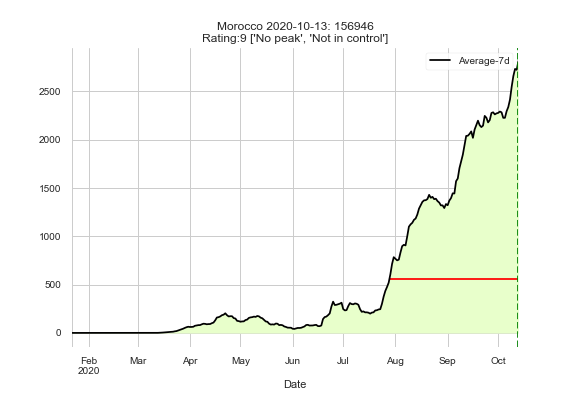 Morocco 2020-10-13: 156946
Rating:9 ['No peak', 'Not in control']
Average-7d
2500
2000
1500
1000
500
0
Feb
2020
Mar
Apr
May
Jun
Jul
Aug
Sep
Oct
Date